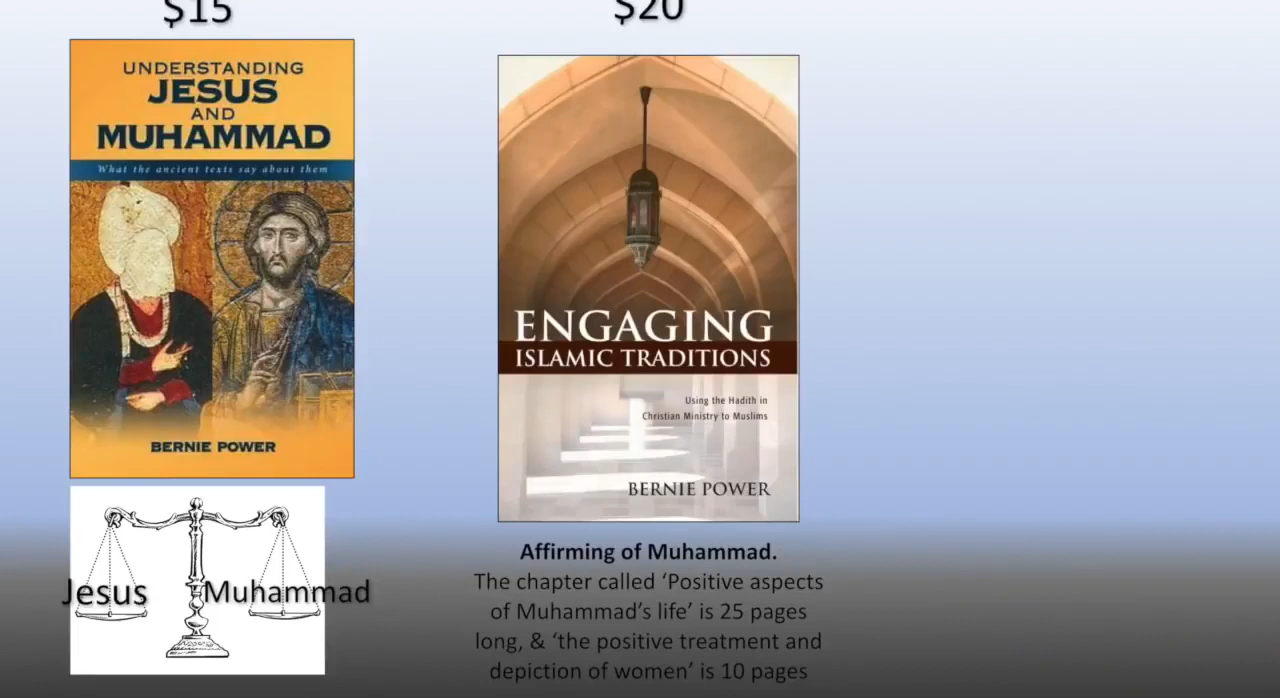 $15
UNDERSTANDING
JESUS
AND
MUHAMMAD
What the ancient texts say about them
BERNIE POWER
Jesus
Muhammad
$20
ENGAGING
ISLAMIC TRADITIONS
Using the Hadith in
Christian Ministry to Muslims
BERNIE POWER
Affirming of Muhammad.
The chapter called ‘Positive aspects
of Muhammad’s life’ is 25 pages
long, & ‘the positive treatment and
depiction of women’ is 10 pages